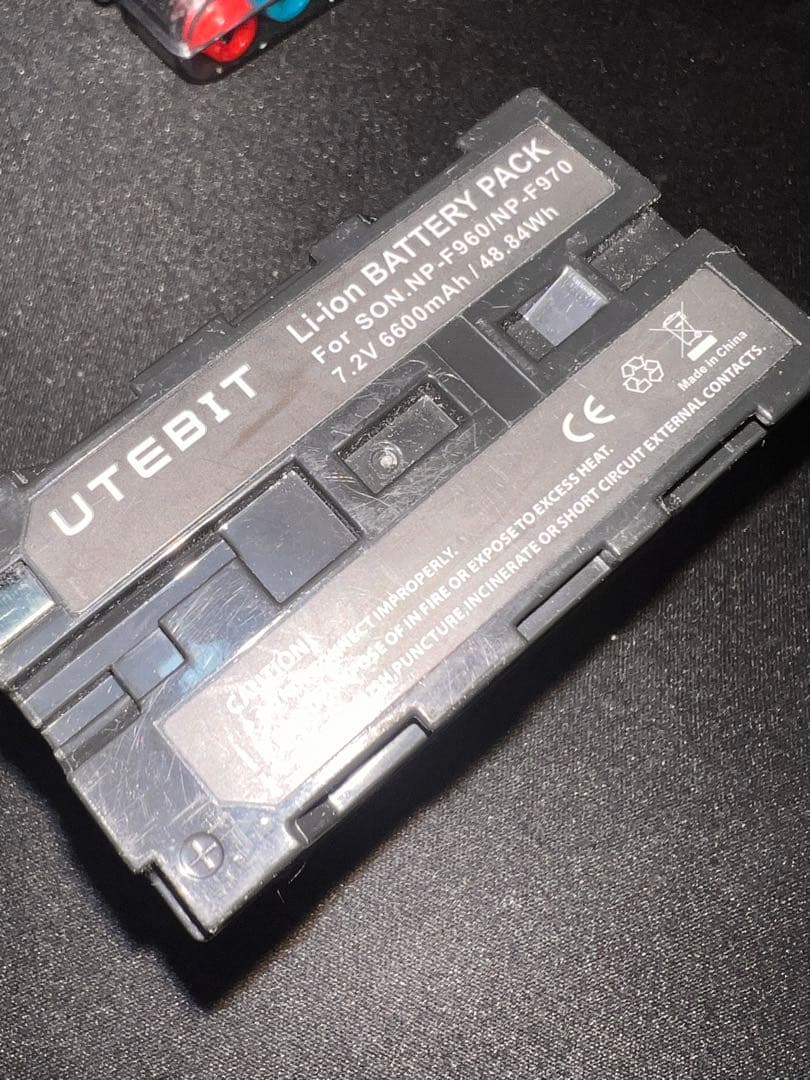 UTEBIT
Li-ion BATTERY PACK
For SON.NP-F960/NP-F970
7.2V 6600mAh / 48.84Wh
CE
Made in China
CAUTION
IMPROPERLY.
OF IN FIRE OR EXPOSE TO EXCESS HEAT.
PUNCTURE, INCINERATE OR SHORT CIRCUIT EXTERNAL CONTACTS.
+